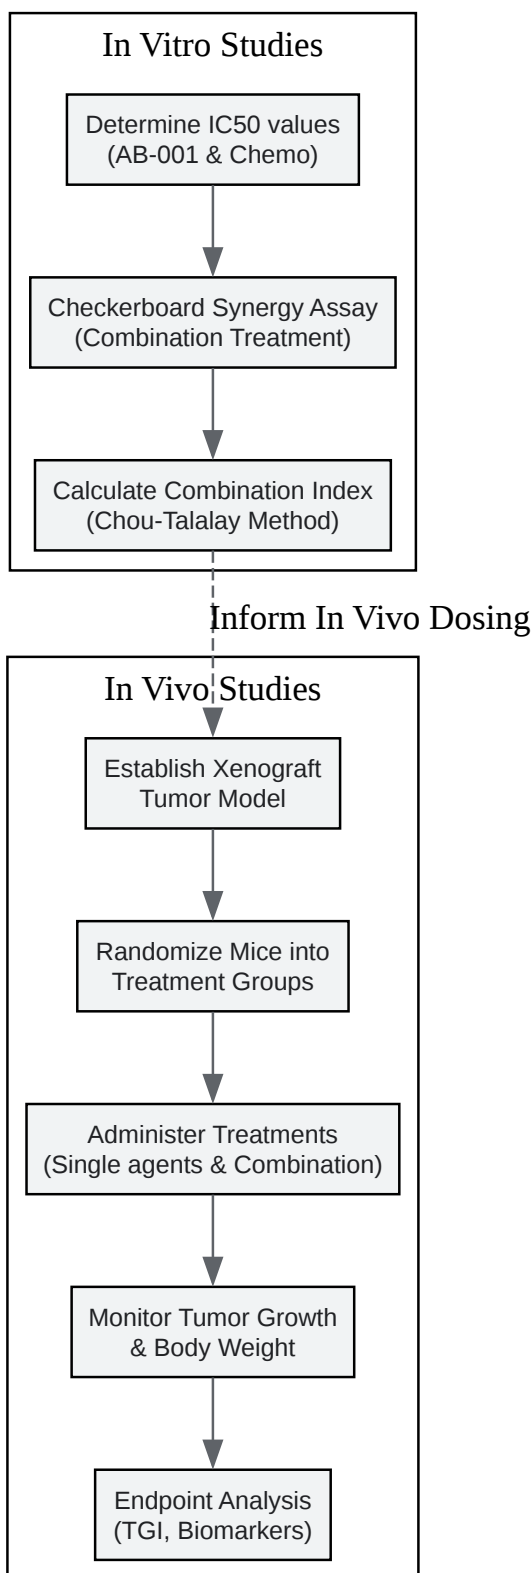 In Vitro Studies
Determine IC50 values
(AB-001 & Chemo)
Checkerboard Synergy Assay
(Combination Treatment)
Calculate Combination Index
(Chou-Talalay Method)
Inform In Vivo Dosing
In Vivo Studies
Establish Xenograft
Tumor Model
Randomize Mice into
Treatment Groups
Administer Treatments
(Single agents & Combination)
Monitor Tumor Growth
& Body Weight
Endpoint Analysis
(TGI, Biomarkers)